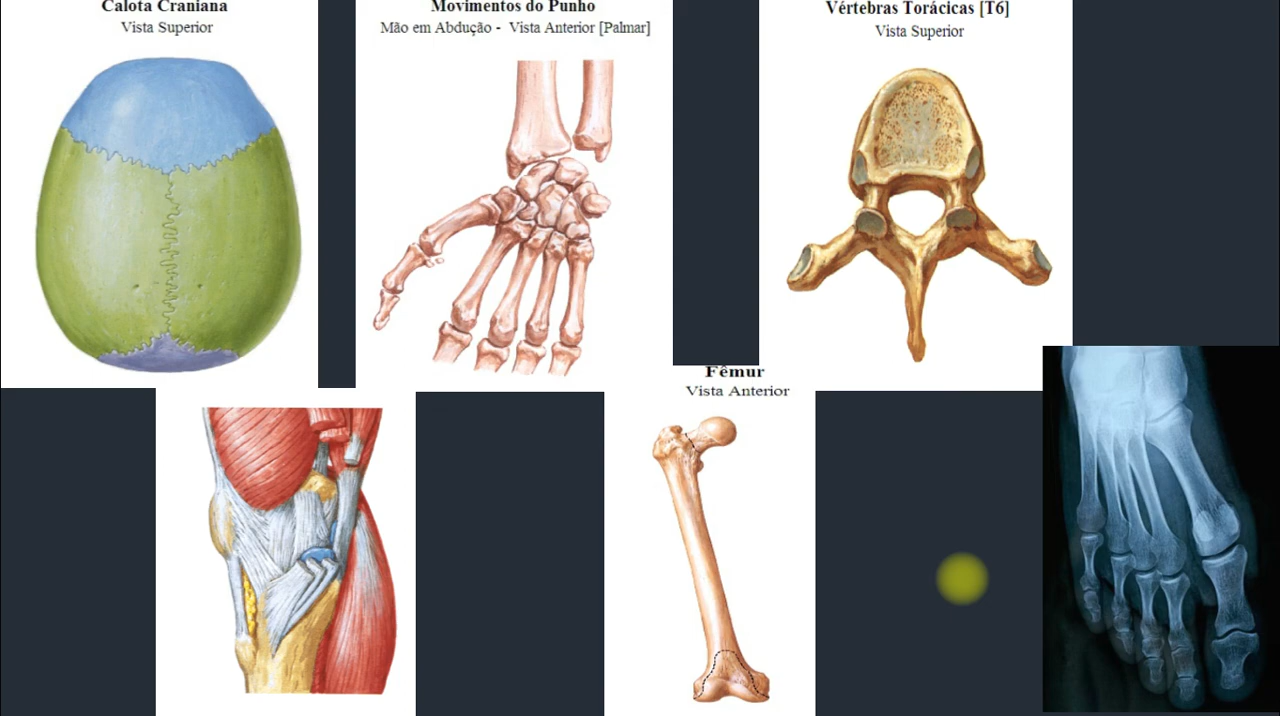 Calota Craniana
Vista Superior
Movimentos do Punho
Mão em Abdução - Vista Anterior [Palmar]
Vértebras Torácicas [T6]
Vista Superior
Fêmur
Vista Anterior